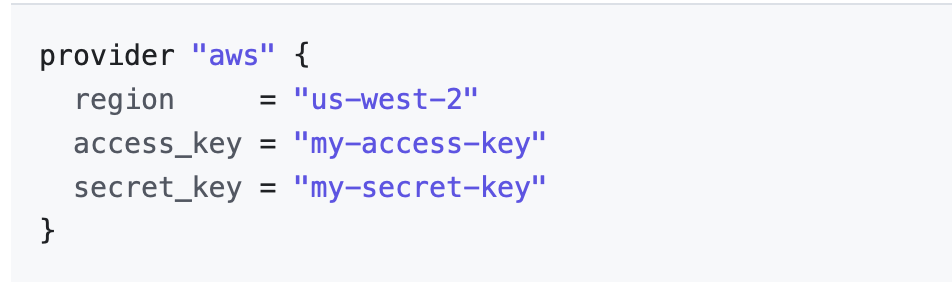 provider "aws" {
  region     = "us-west-2"
  access_key = "my-access-key"
  secret_key = "my-secret-key"
}